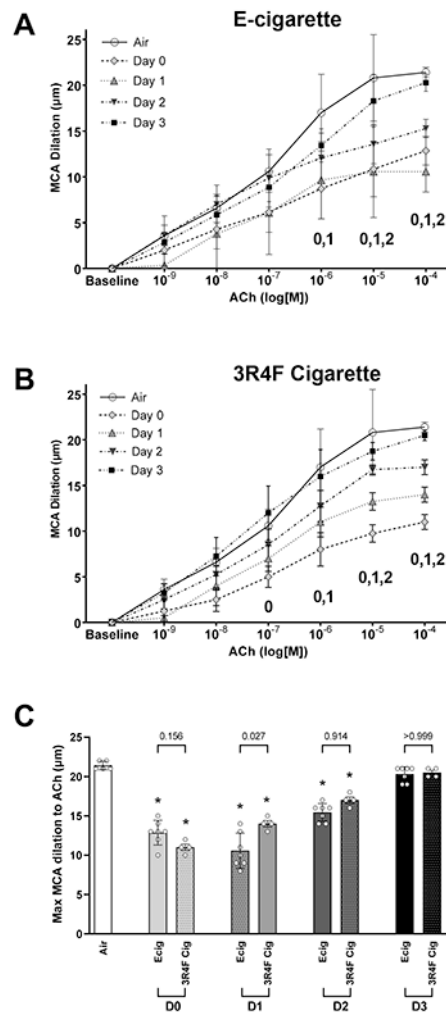 A
E-cigarette
MCA Dilation (µm)
25
20
15
10
5
0
Air
Day 0
Day 1
Day 2
Day 3
0,1
0,1,2
0,1,2
Baseline 10-9 10-8 10-7 10-6 10-5 10-4
ACh (log[M])
B
3R4F Cigarette
MCA Dilation (µm)
25
20
15
10
5
0
Air
Day 0
Day 1
Day 2
Day 3
0
0,1
0,1,2
0,1,2
Baseline 10-9 10-8 10-7 10-6 10-5 10-4
ACh (log[M])
C
Max MCA dilation to ACh (µm)
25
20
15
10
5
0
0.156
0.027
0.914
>0.999
* * * * * *
Air
Ecig
3R4F Cig
Ecig
3R4F Cig
Ecig
3R4F Cig
Ecig
3R4F Cig
D0
D1
D2
D3